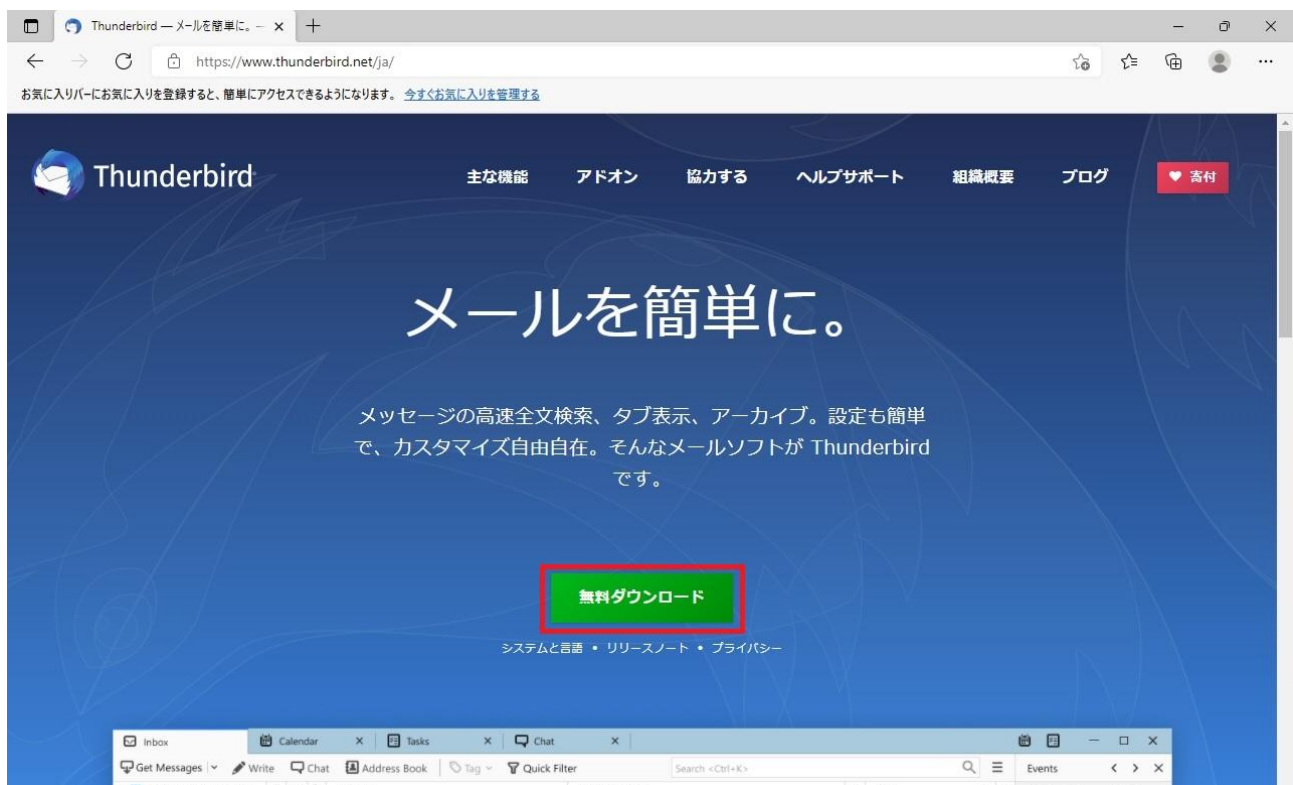 Thunderbird — メールを簡単に。 —
https://www.thunderbird.net/ja/
お気に入りバーにお気に入りを登録すると、簡単にアクセスできるようになります。 今すぐお気に入りを管理する
Thunderbird 主な機能 アドオン 協力する ヘルプサポート 組織概要 ブログ ♥ 寄付
メールを簡単に。
メッセージの高速全文検索、タブ表示、アーカイブ。設定も簡単
で、カスタマイズ自由自在。そんなメールソフトが Thunderbird
です。
無料ダウンロード
システムと言語 • リリースノート • プライバシー
Inbox Calendar Tasks Chat
Get Messages Write Chat Address Book Tag Quick Filter Search <Ctrl+K> Events